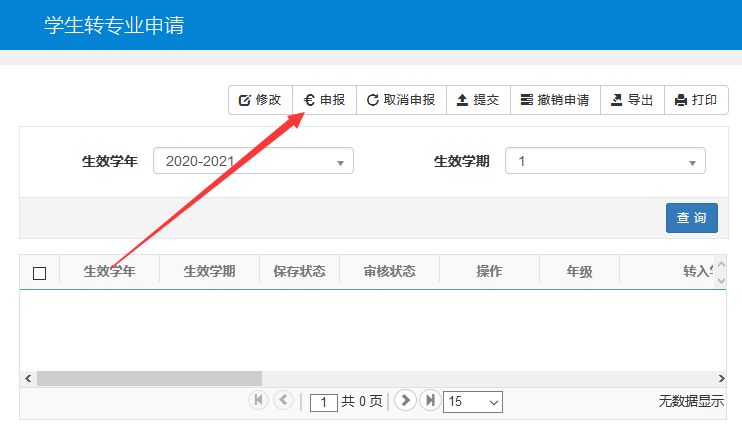 学生转专业申请
修改 申报 取消申报 提交 撤销申请 导出 打印
生效学年 2020-2021 生效学期 1
查 询
生效学年 生效学期 保存状态 审核状态 操作 年级 转入
1 共 0 页 15 无数据显示